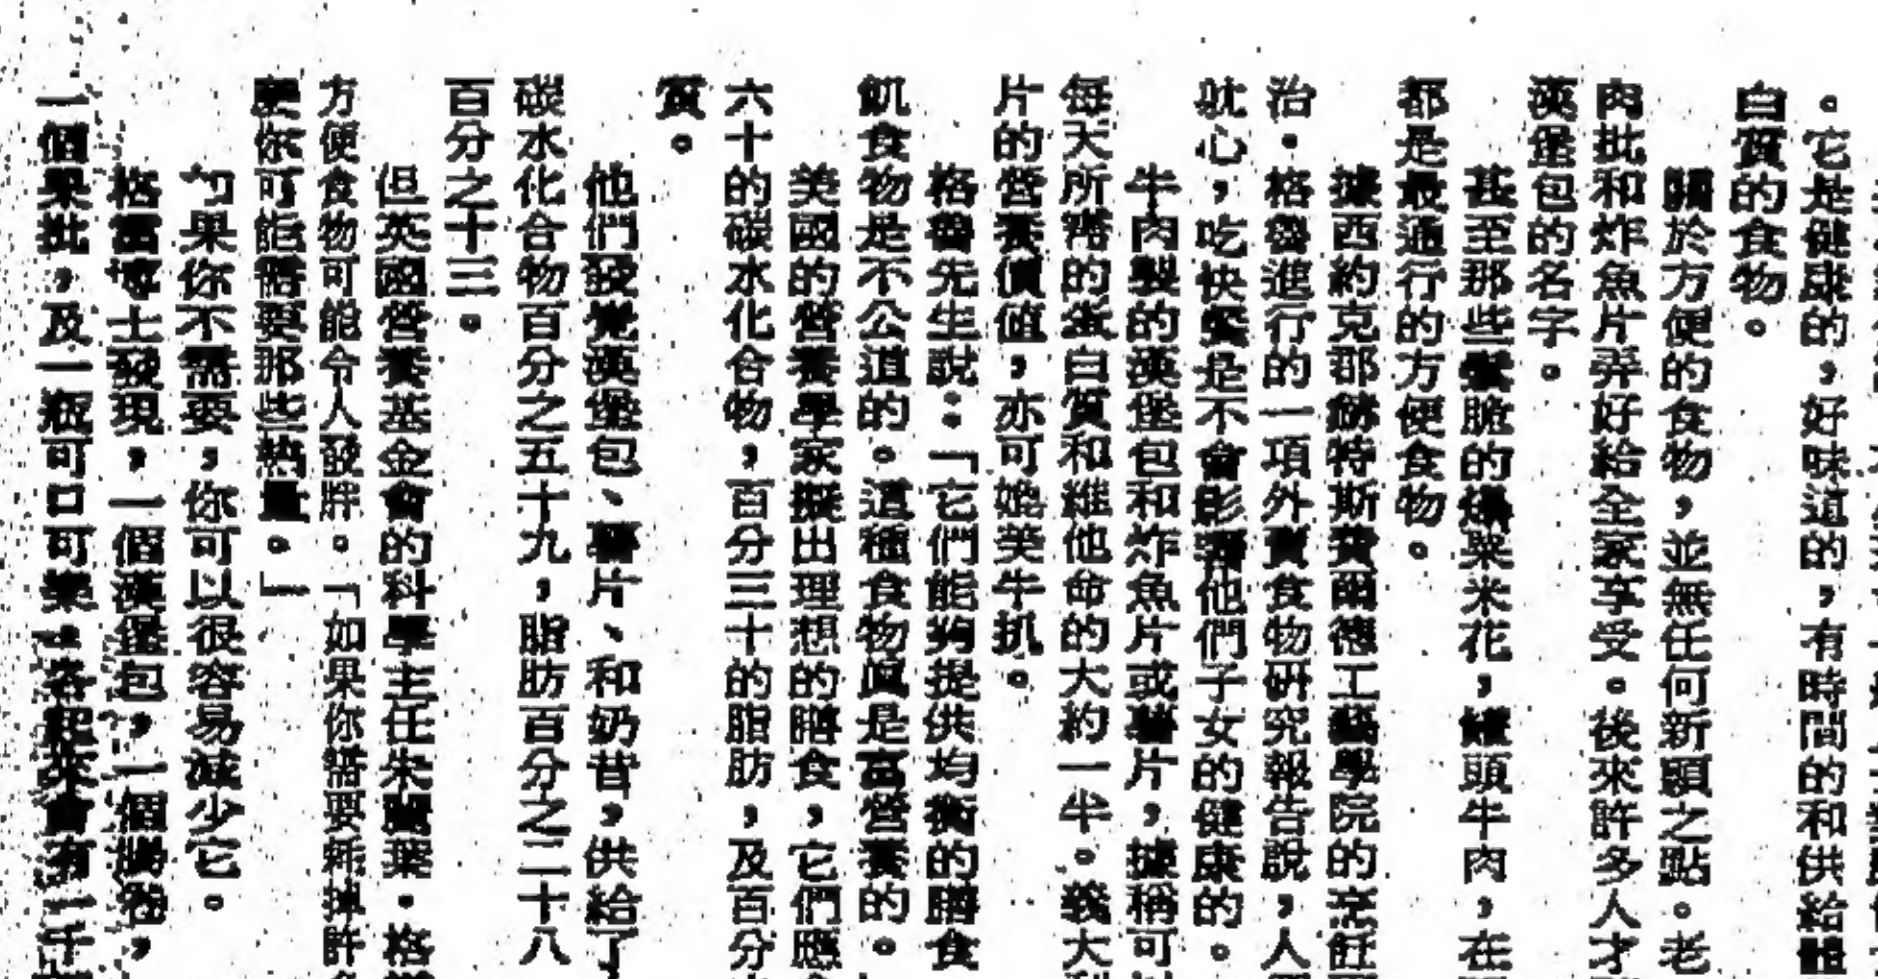 。它是健康的，好味道的，有時間的和供給體
白質的食物。
關於方便的食物，並無任何新顯之點。老
肉批和炸魚片弄好給全家享受。後來許多人才
漢堡包的名字。
甚至那些鬆脆的爆栗米花，罐頭牛肉，在
都是最通行的方便食物。
據西約克郡赫特斯費爾德工藝學院的烹飪
治・格魯進行的一項外賣食物研究報告說，人
就心，吃快餐是不會影響他們子女的健康的。
牛肉製的漢堡包和炸魚片或薯片，據稱可
每天所需的蛋白質和維他命的大約一半。義大
片的營養價值，亦可媲美牛扒。
格魯先生說：「它們能夠提供均衡的膳食
飢食物是不公道的。這種食物眞是富營養的。
美國的營養學家擬出理想的膳食，它們應
六十的碳水化合物，百分三十的脂肪，及百分
質。
他們發覺漢堡包、薯片、和奶昔，供給了
碳水化合物百分之五十九，脂肪百分之二十八
百分之十三。
但英國營養基金會的科學主任朱蘭葉・格
方便食物可能令人發胖。「如果你需要耗掉許
麽你可能需要那些熱量。」
如果你不需要，你可以很容易減少它。
格雷博士發現，一個漢堡包，一個腸卷，
一個果批，及一瓶可口可樂，合起來會有一千